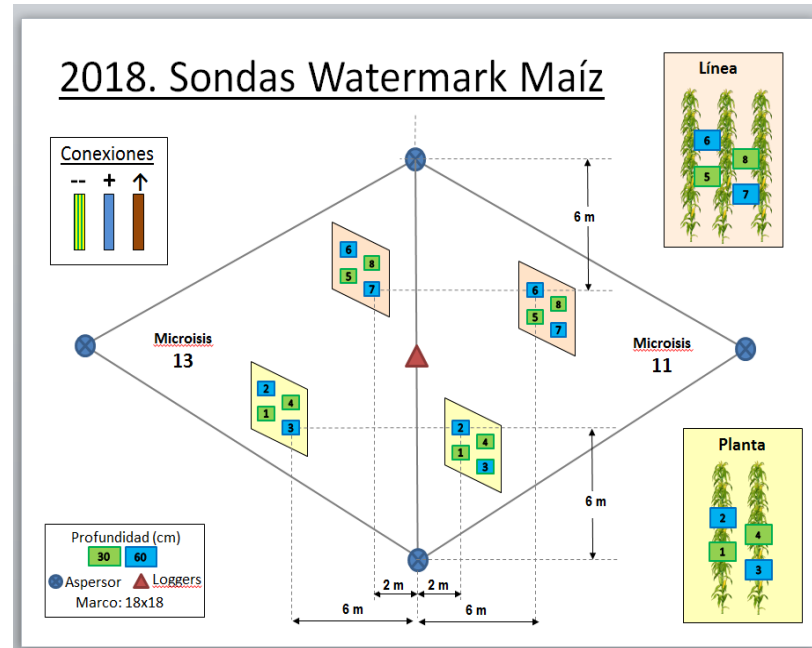 2018. Sondas Watermark Maíz
Conexiones
-- + ↑
Línea
6
8
5
7
6 m
6
8
5
7
6
8
5
7
Microisis
13
Microisis
11
2
4
1
3
2
4
1
3
6 m
Planta
2
4
1
3
Profundidad (cm)
30 60
Aspersor Loggers
Marco: 18x18
2 m 2 m
6 m 6 m